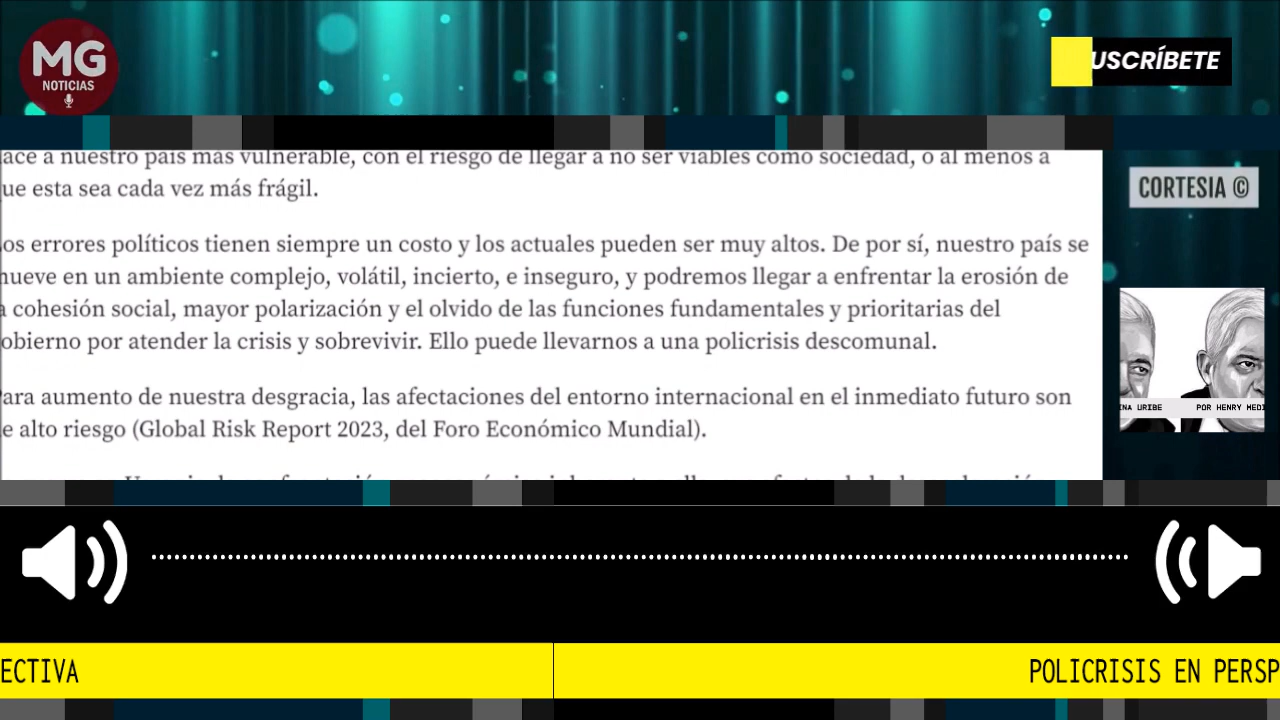 MG
NOTICIAS
USCRÍBETE
ace a nuestro país más vulnerable, con el riesgo de llegar a no ser viables como sociedad, o al menos a
ue esta sea cada vez más frágil.
os errores políticos tienen siempre un costo y los actuales pueden ser muy altos. De por sí, nuestro país se
ueve en un ambiente complejo, volátil, incierto, e inseguro, y podremos llegar a enfrentar la erosión de
a cohesión social, mayor polarización y el olvido de las funciones fundamentales y prioritarias del
obierno por atender la crisis y sobrevivir. Ello puede llevarnos a una policrisis descomunal.
ara aumento de nuestra desgracia, las afectaciones del entorno internacional en el inmediato futuro son
e alto riesgo (Global Risk Report 2023, del Foro Económico Mundial).
CORTESIA ©
INA URIBE POR HENRY MEDI
ECTIVA
POLICRISIS EN PERSP